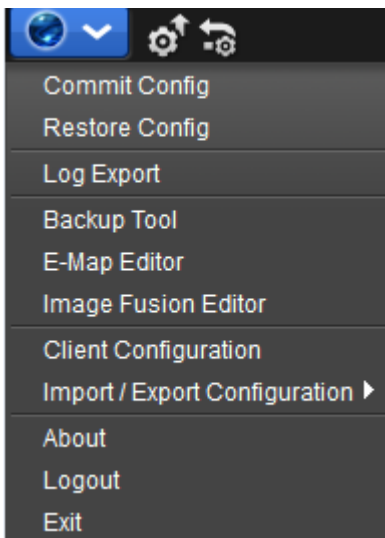 Commit Config
Restore Config
Log Export
Backup Tool
E-Map Editor
Image Fusion Editor
Client Configuration
Import / Export Configuration
About
Logout
Exit